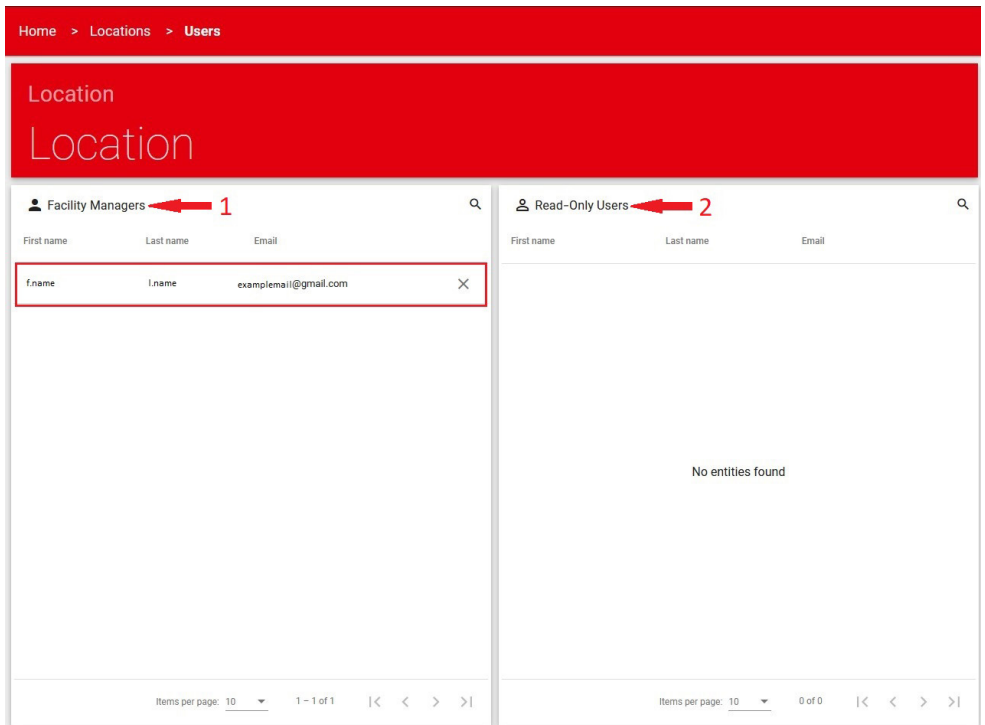 Home > Locations > Users
Location
Location
Facility Managers 1
First name Last name Email
f.name l.name examplemail@gmail.com
Items per page: 10 1 – 1 of 1
Read-Only Users 2
First name Last name Email
No entities found
Items per page: 10 0 of 0